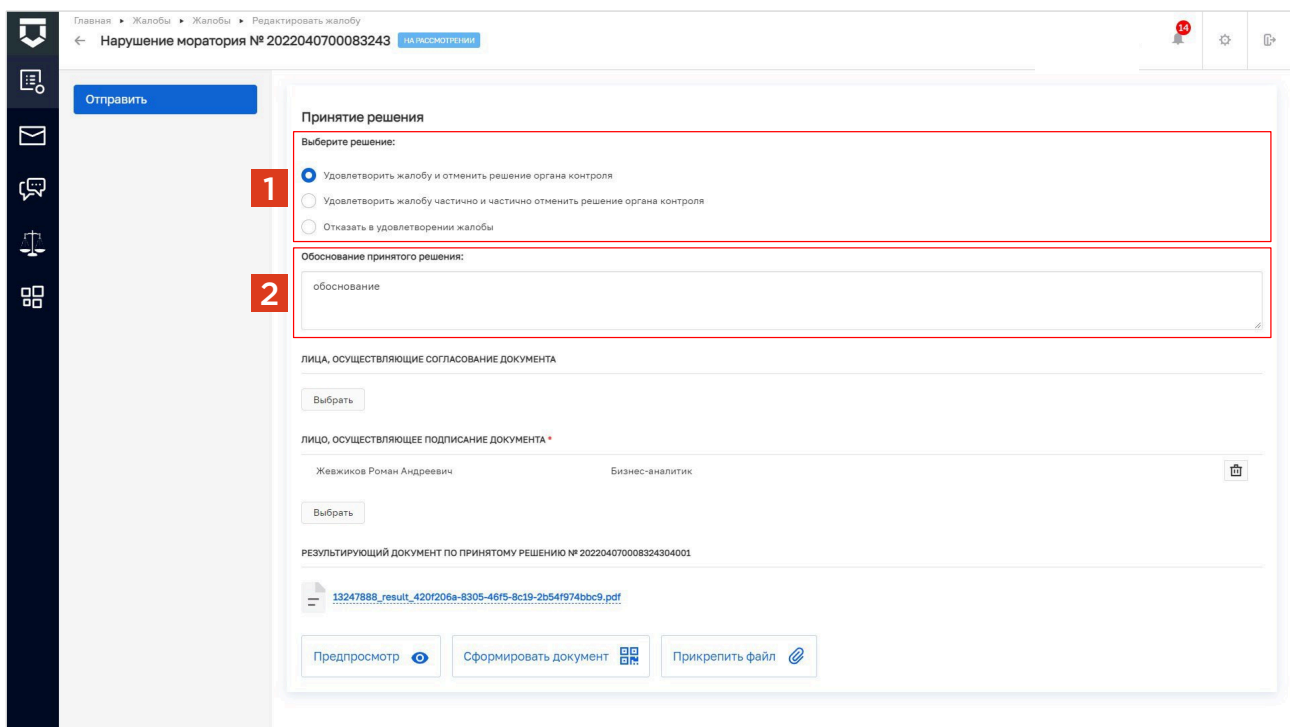 Главная ▸ Жалобы ▸ Жалобы ▸ Редактировать жалобу
← Нарушение моратория № 2022040700083243 НА РАССМОТРЕНИИ
14
Отправить
Принятие решения
Выберите решение:
1
Удовлетворить жалобу и отменить решение органа контроля
Удовлетворить жалобу частично и частично отменить решение органа контроля
Отказать в удовлетворении жалобы
Обоснование принятого решения:
2
обоснование
ЛИЦА, ОСУЩЕСТВЛЯЮЩИЕ СОГЛАСОВАНИЕ ДОКУМЕНТА
Выбрать
ЛИЦО, ОСУЩЕСТВЛЯЮЩЕЕ ПОДПИСАНИЕ ДОКУМЕНТА *
Жевжиков Роман Андреевич Бизнес-аналитик
Выбрать
РЕЗУЛЬТИРУЮЩИЙ ДОКУМЕНТ ПО ПРИНЯТОМУ РЕШЕНИЮ № 202204070008324304001
13247888_result_420f206a-8305-46f5-8c19-2b54f974bbc9.pdf
Предпросмотр Сформировать документ Прикрепить файл